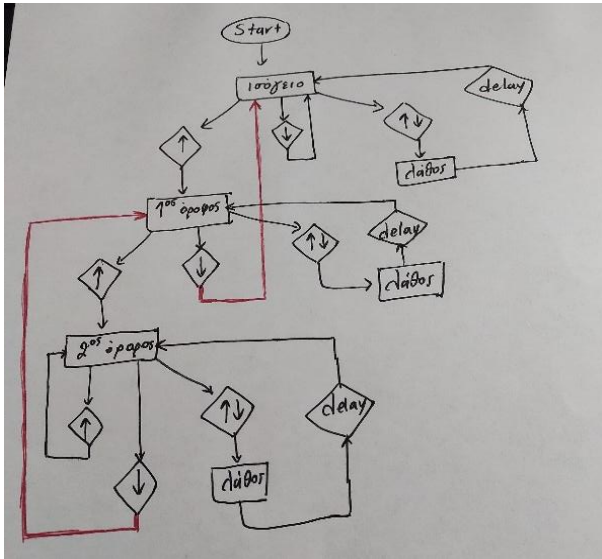 Start
ισόγειο
↑
↓
↑↓
λάθος
delay
1ος όροφος
↑
↓
↑↓
λάθος
delay
2ος όροφος
↑
↓
↑↓
λάθος
delay